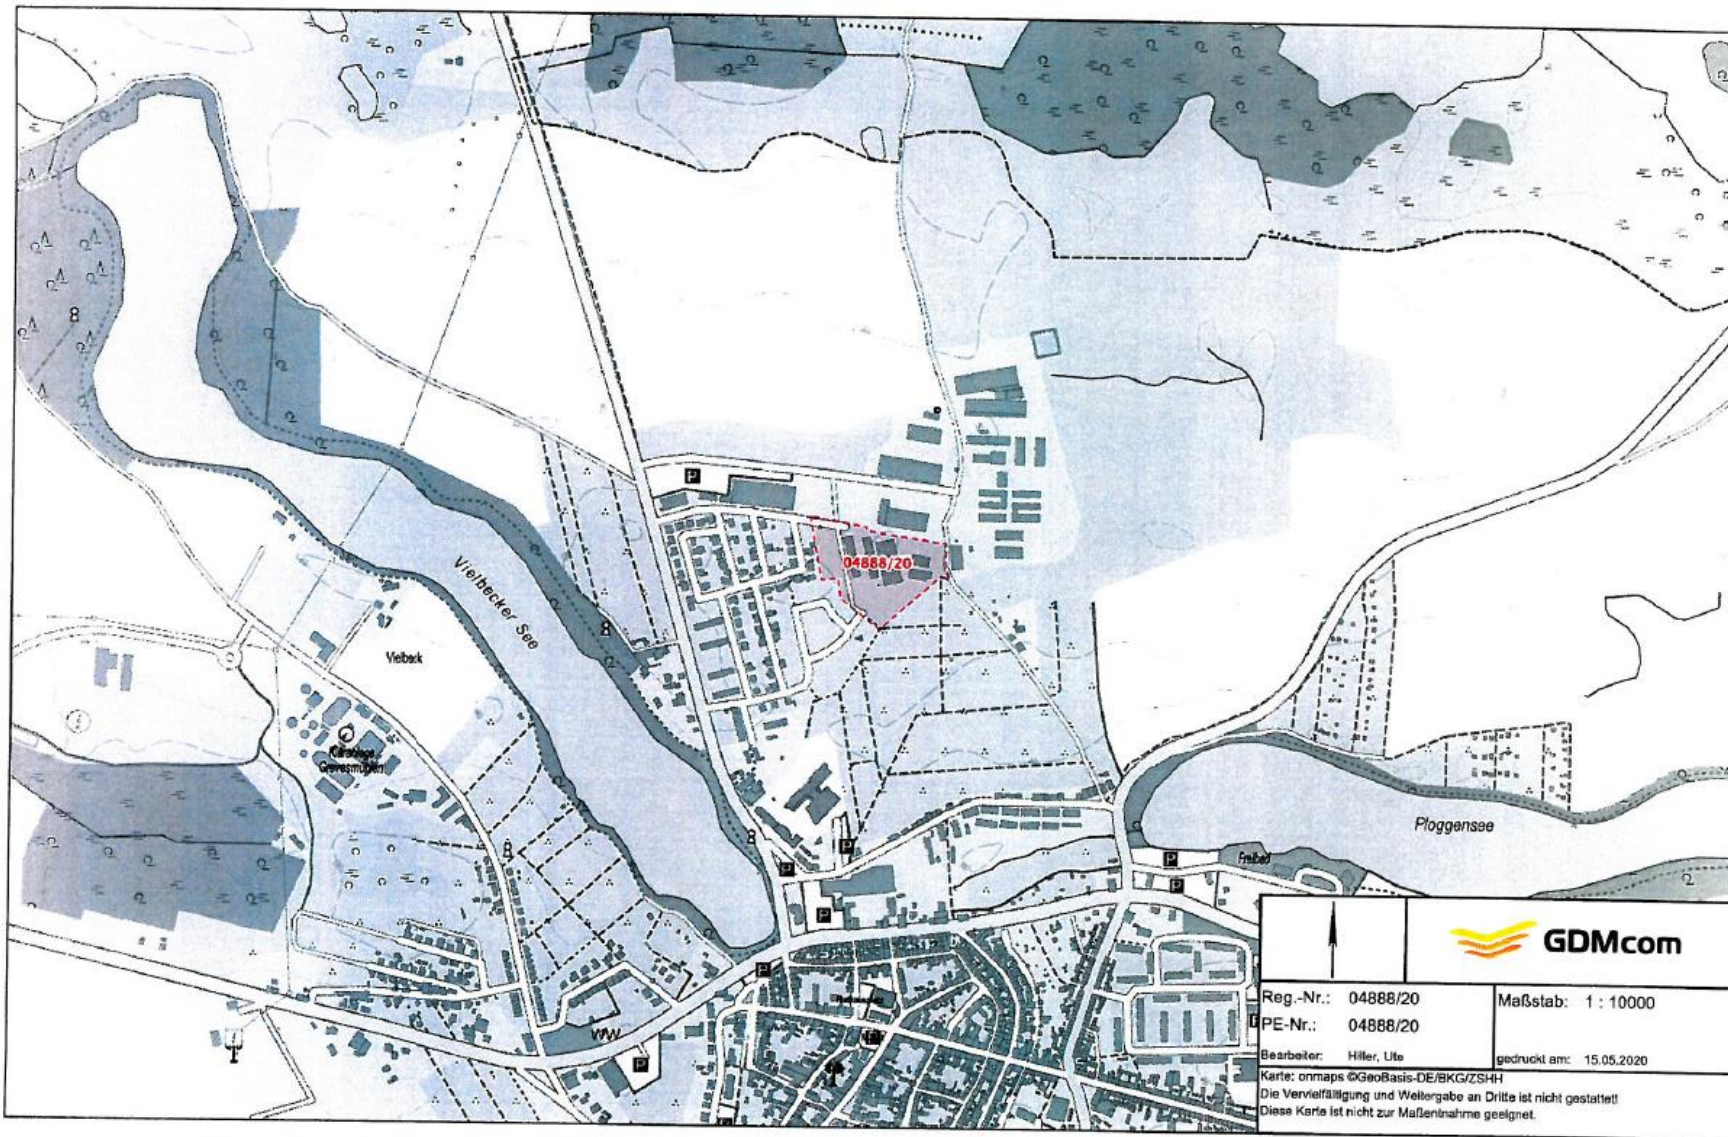 04888/20
Vielbecker See
Vielbeck
Kläranlage
Grevesmühlen
Ploggensee
Freibad
P
P
P
P
P
P
P
P
P
WW
GDMcom
Reg.-Nr.: 04888/20
Maßstab: 1 : 10000
PE-Nr.: 04888/20
Bearbeiter: Hiller, Ute
gedruckt am: 15.05.2020
Karte: onmaps ©GeoBasis-DE/BKG/ZSHH
Die Vervielfältigung und Weitergabe an Dritte ist nicht gestattet!
Diese Karte ist nicht zur Maßentnahme geeignet.